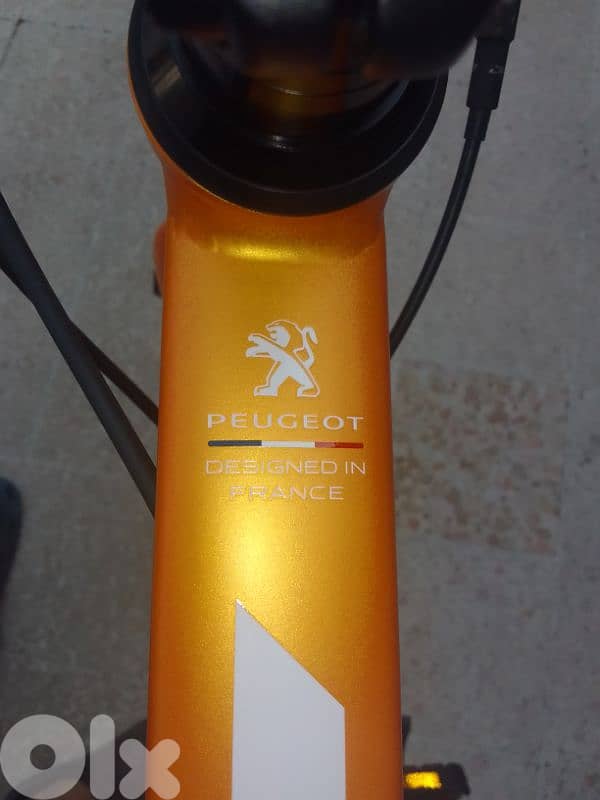 PEUGEOT
DESIGNED IN
FRANCE
olx